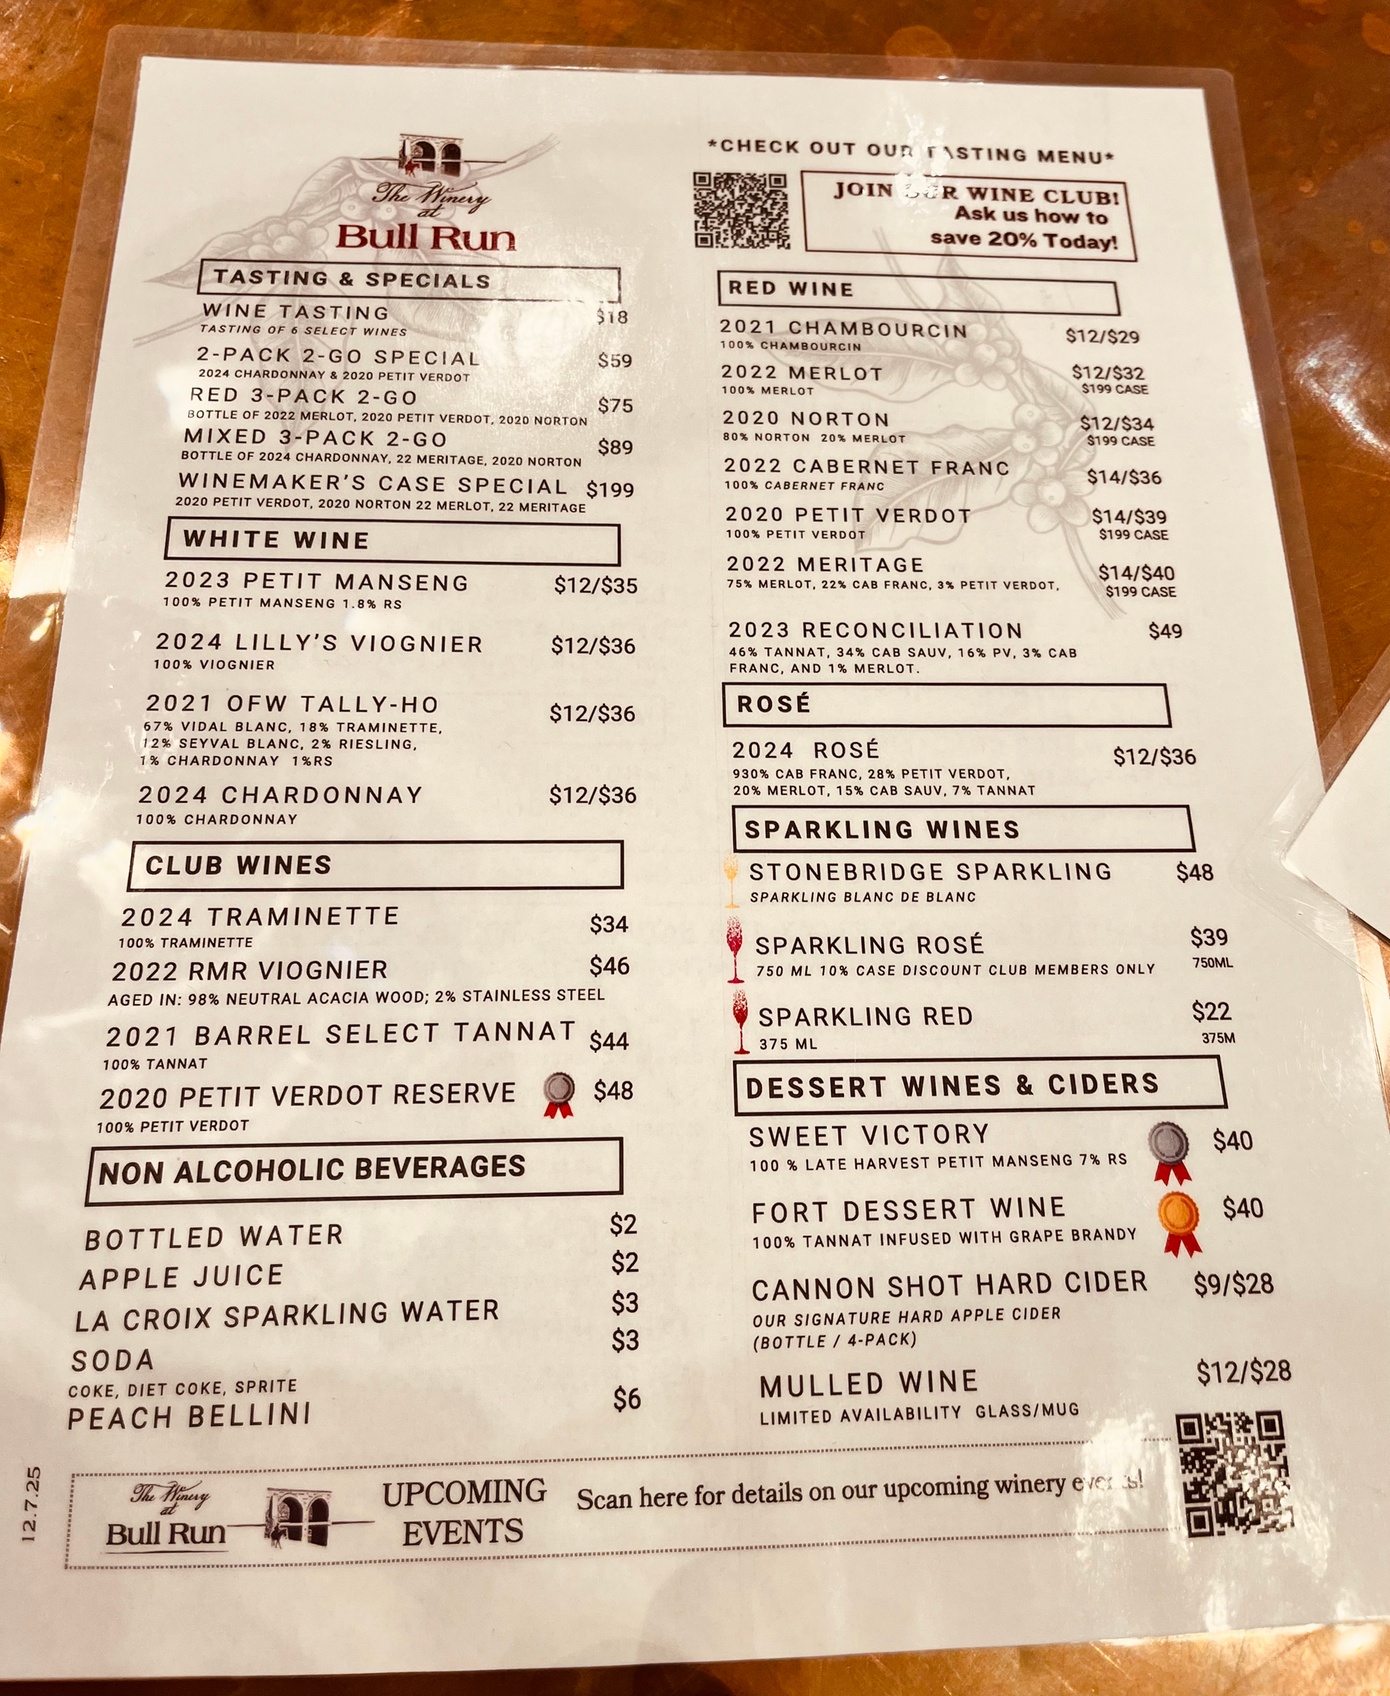 The Winery
at
Bull Run
TASTING & SPECIALS
WINE TASTING $18
TASTING OF 6 SELECT WINES
2-PACK 2-GO SPECIAL $59
2024 CHARDONNAY & 2020 PETIT VERDOT
RED 3-PACK 2-GO $75
BOTTLE OF 2022 MERLOT, 2020 PETIT VERDOT, 2020 NORTON
MIXED 3-PACK 2-GO $89
BOTTLE OF 2024 CHARDONNAY, 22 MERITAGE, 2020 NORTON
WINEMAKER'S CASE SPECIAL $199
2020 PETIT VERDOT, 2020 NORTON 22 MERLOT, 22 MERITAGE
WHITE WINE
2023 PETIT MANSENG $12/$35
100% PETIT MANSENG 1.8% RS
2024 LILLY'S VIOGNIER $12/$36
100% VIOGNIER
2021 OFW TALLY-HO $12/$36
67% VIDAL BLANC, 18% TRAMINETTE,
12% SEYVAL BLANC, 2% RIESLING,
1% CHARDONNAY 1%RS
2024 CHARDONNAY $12/$36
100% CHARDONNAY
CLUB WINES
2024 TRAMINETTE $34
100% TRAMINETTE
2022 RMR VIOGNIER $46
AGED IN: 98% NEUTRAL ACACIA WOOD; 2% STAINLESS STEEL
2021 BARREL SELECT TANNAT $44
100% TANNAT
2020 PETIT VERDOT RESERVE $48
100% PETIT VERDOT
NON ALCOHOLIC BEVERAGES
BOTTLED WATER $2
APPLE JUICE $2
LA CROIX SPARKLING WATER $3
SODA $3
COKE, DIET COKE, SPRITE
PEACH BELLINI $6
*CHECK OUT OUR TASTING MENU*
JOIN OUR WINE CLUB!
Ask us how to
save 20% Today!
RED WINE
2021 CHAMBOURCIN $12/$29
100% CHAMBOURCIN
2022 MERLOT $12/$32
100% MERLOT $199 CASE
2020 NORTON $12/$34
80% NORTON 20% MERLOT $199 CASE
2022 CABERNET FRANC $14/$36
100% CABERNET FRANC
2020 PETIT VERDOT $14/$39
100% PETIT VERDOT $199 CASE
2022 MERITAGE $14/$40
75% MERLOT, 22% CAB FRANC, 3% PETIT VERDOT, $199 CASE
2023 RECONCILIATION $49
46% TANNAT, 34% CAB SAUV, 16% PV, 3% CAB
FRANC, AND 1% MERLOT.
ROSÉ
2024 ROSÉ $12/$36
930% CAB FRANC, 28% PETIT VERDOT,
20% MERLOT, 15% CAB SAUV, 7% TANNAT
SPARKLING WINES
STONEBRIDGE SPARKLING $48
SPARKLING BLANC DE BLANC
SPARKLING ROSÉ $39
750 ML 10% CASE DISCOUNT CLUB MEMBERS ONLY 750ML
SPARKLING RED $22
375 ML 375M
DESSERT WINES & CIDERS
SWEET VICTORY $40
100 % LATE HARVEST PETIT MANSENG 7% RS
FORT DESSERT WINE $40
100% TANNAT INFUSED WITH GRAPE BRANDY
CANNON SHOT HARD CIDER $9/$28
OUR SIGNATURE HARD APPLE CIDER
(BOTTLE / 4-PACK)
MULLED WINE $12/$28
LIMITED AVAILABILITY GLASS/MUG
12.7.25
The Winery
at
Bull Run
UPCOMING
EVENTS
Scan here for details on our upcoming winery events!